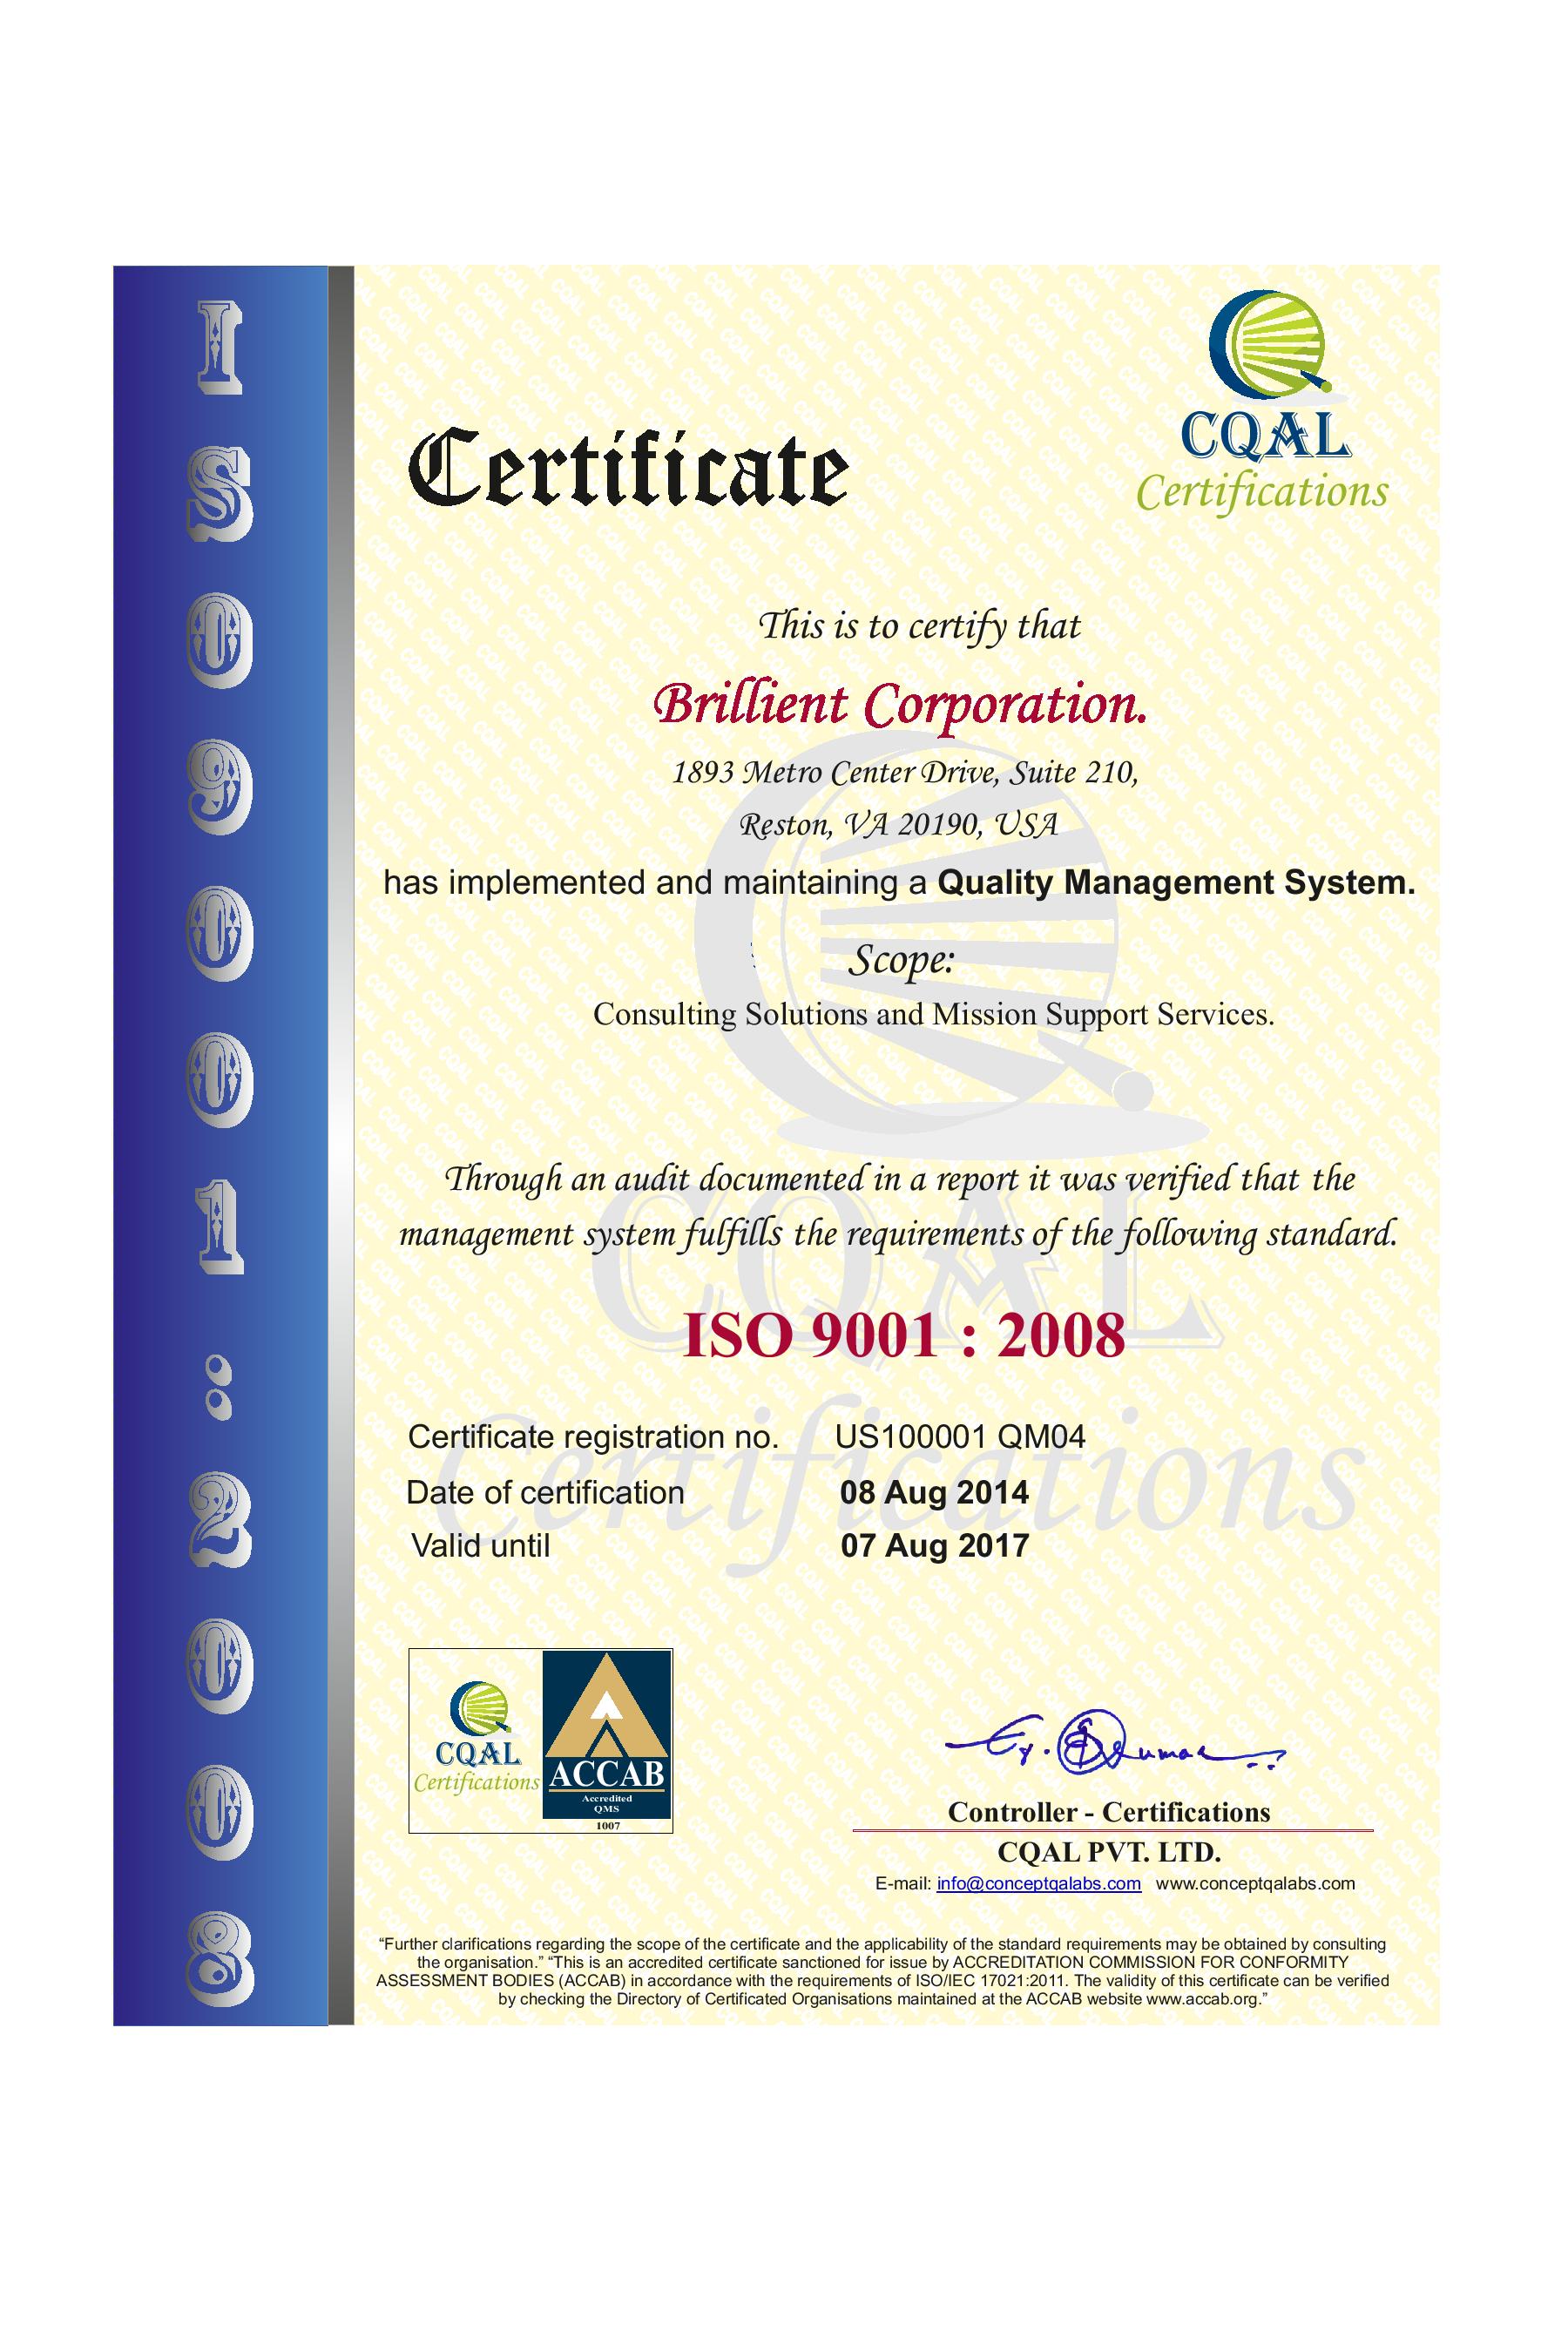 ISO 9001:2008
CQAL
Certifications
Certificate
This is to certify that
Brillient Corporation.
1893 Metro Center Drive, Suite 210,
Reston, VA 20190, USA
has implemented and maintaining a Quality Management System.
Scope:
Consulting Solutions and Mission Support Services.
Through an audit documented in a report it was verified that the
management system fulfills the requirements of the following standard.
ISO 9001 : 2008
Certificate registration no. US100001 QM04
Date of certification 08 Aug 2014
Valid until 07 Aug 2017
CQAL
Certifications
ACCAB
Accredited
QMS
1007
Controller - Certifications
CQAL PVT. LTD.
E-mail: info@conceptqalabs.com www.conceptqalabs.com
“Further clarifications regarding the scope of the certificate and the applicability of the standard requirements may be obtained by consulting
the organisation.” “This is an accredited certificate sanctioned for issue by ACCREDITATION COMMISSION FOR CONFORMITY
ASSESSMENT BODIES (ACCAB) in accordance with the requirements of ISO/IEC 17021:2011. The validity of this certificate can be verified
by checking the Directory of Certificated Organisations maintained at the ACCAB website www.accab.org.”